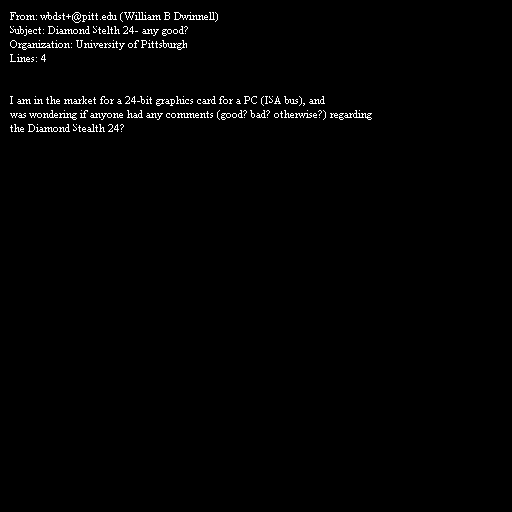 From: wbdst+@pitt.edu (William B Dwinnell)
Subject: Diamond Stelth 24- any good?
Organization: University of Pittsburgh
Lines: 4
I am in the market for a 24-bit graphics card for a PC (ISA bus), and
was wondering if anyone had any comments (good? bad? otherwise?) regarding
the Diamond Stealth 24?